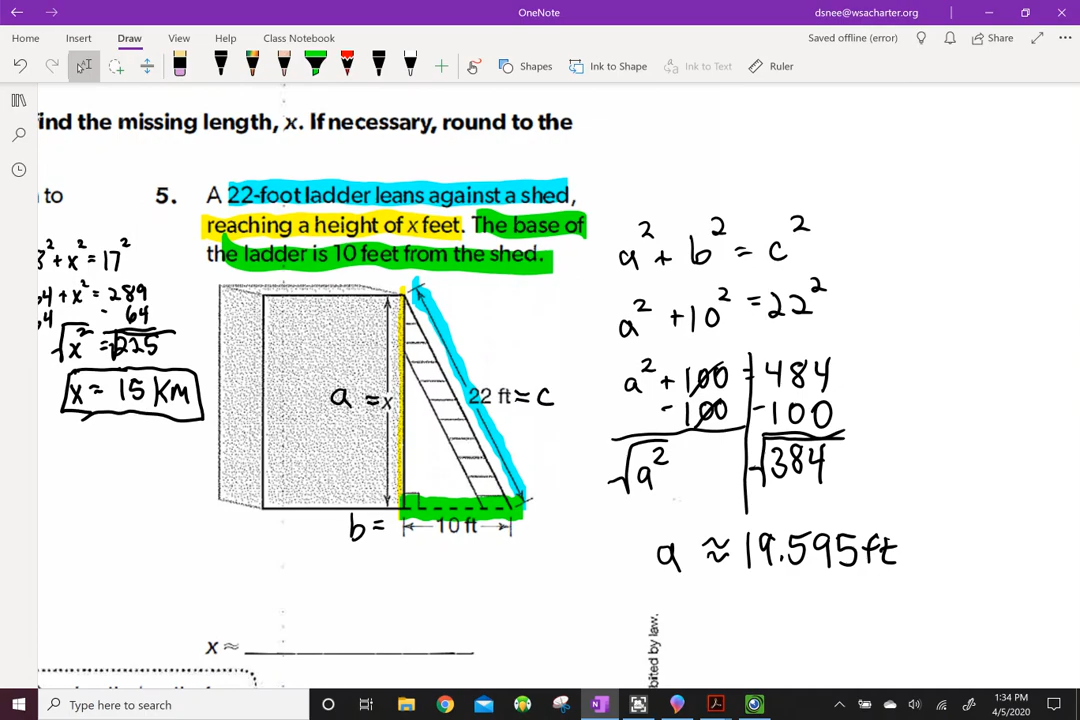 OneNote
dsnee@wsacharter.org
Home Insert Draw View Help Class Notebook
Saved offline (error) Share
Shapes Ink to Shape Ink to Text Ruler
ind the missing length, x. If necessary, round to the
to
5. A 22-foot ladder leans against a shed,
reaching a height of x feet. The base of
the ladder is 10 feet from the shed.
² + x² = 17²
+ x² = 289
- 64
√x² = √225
x = 15 KM
a ≈ x
22 ft ≈ c
b =
10 ft
x ≈
a² + b² = c²
a² + 10² = 22²
a² + 100 = 484
- 100 - 100
√a² √384
a ≈ 19.595 ft
bited by law.
Type here to search
1:34 PM
4/5/2020